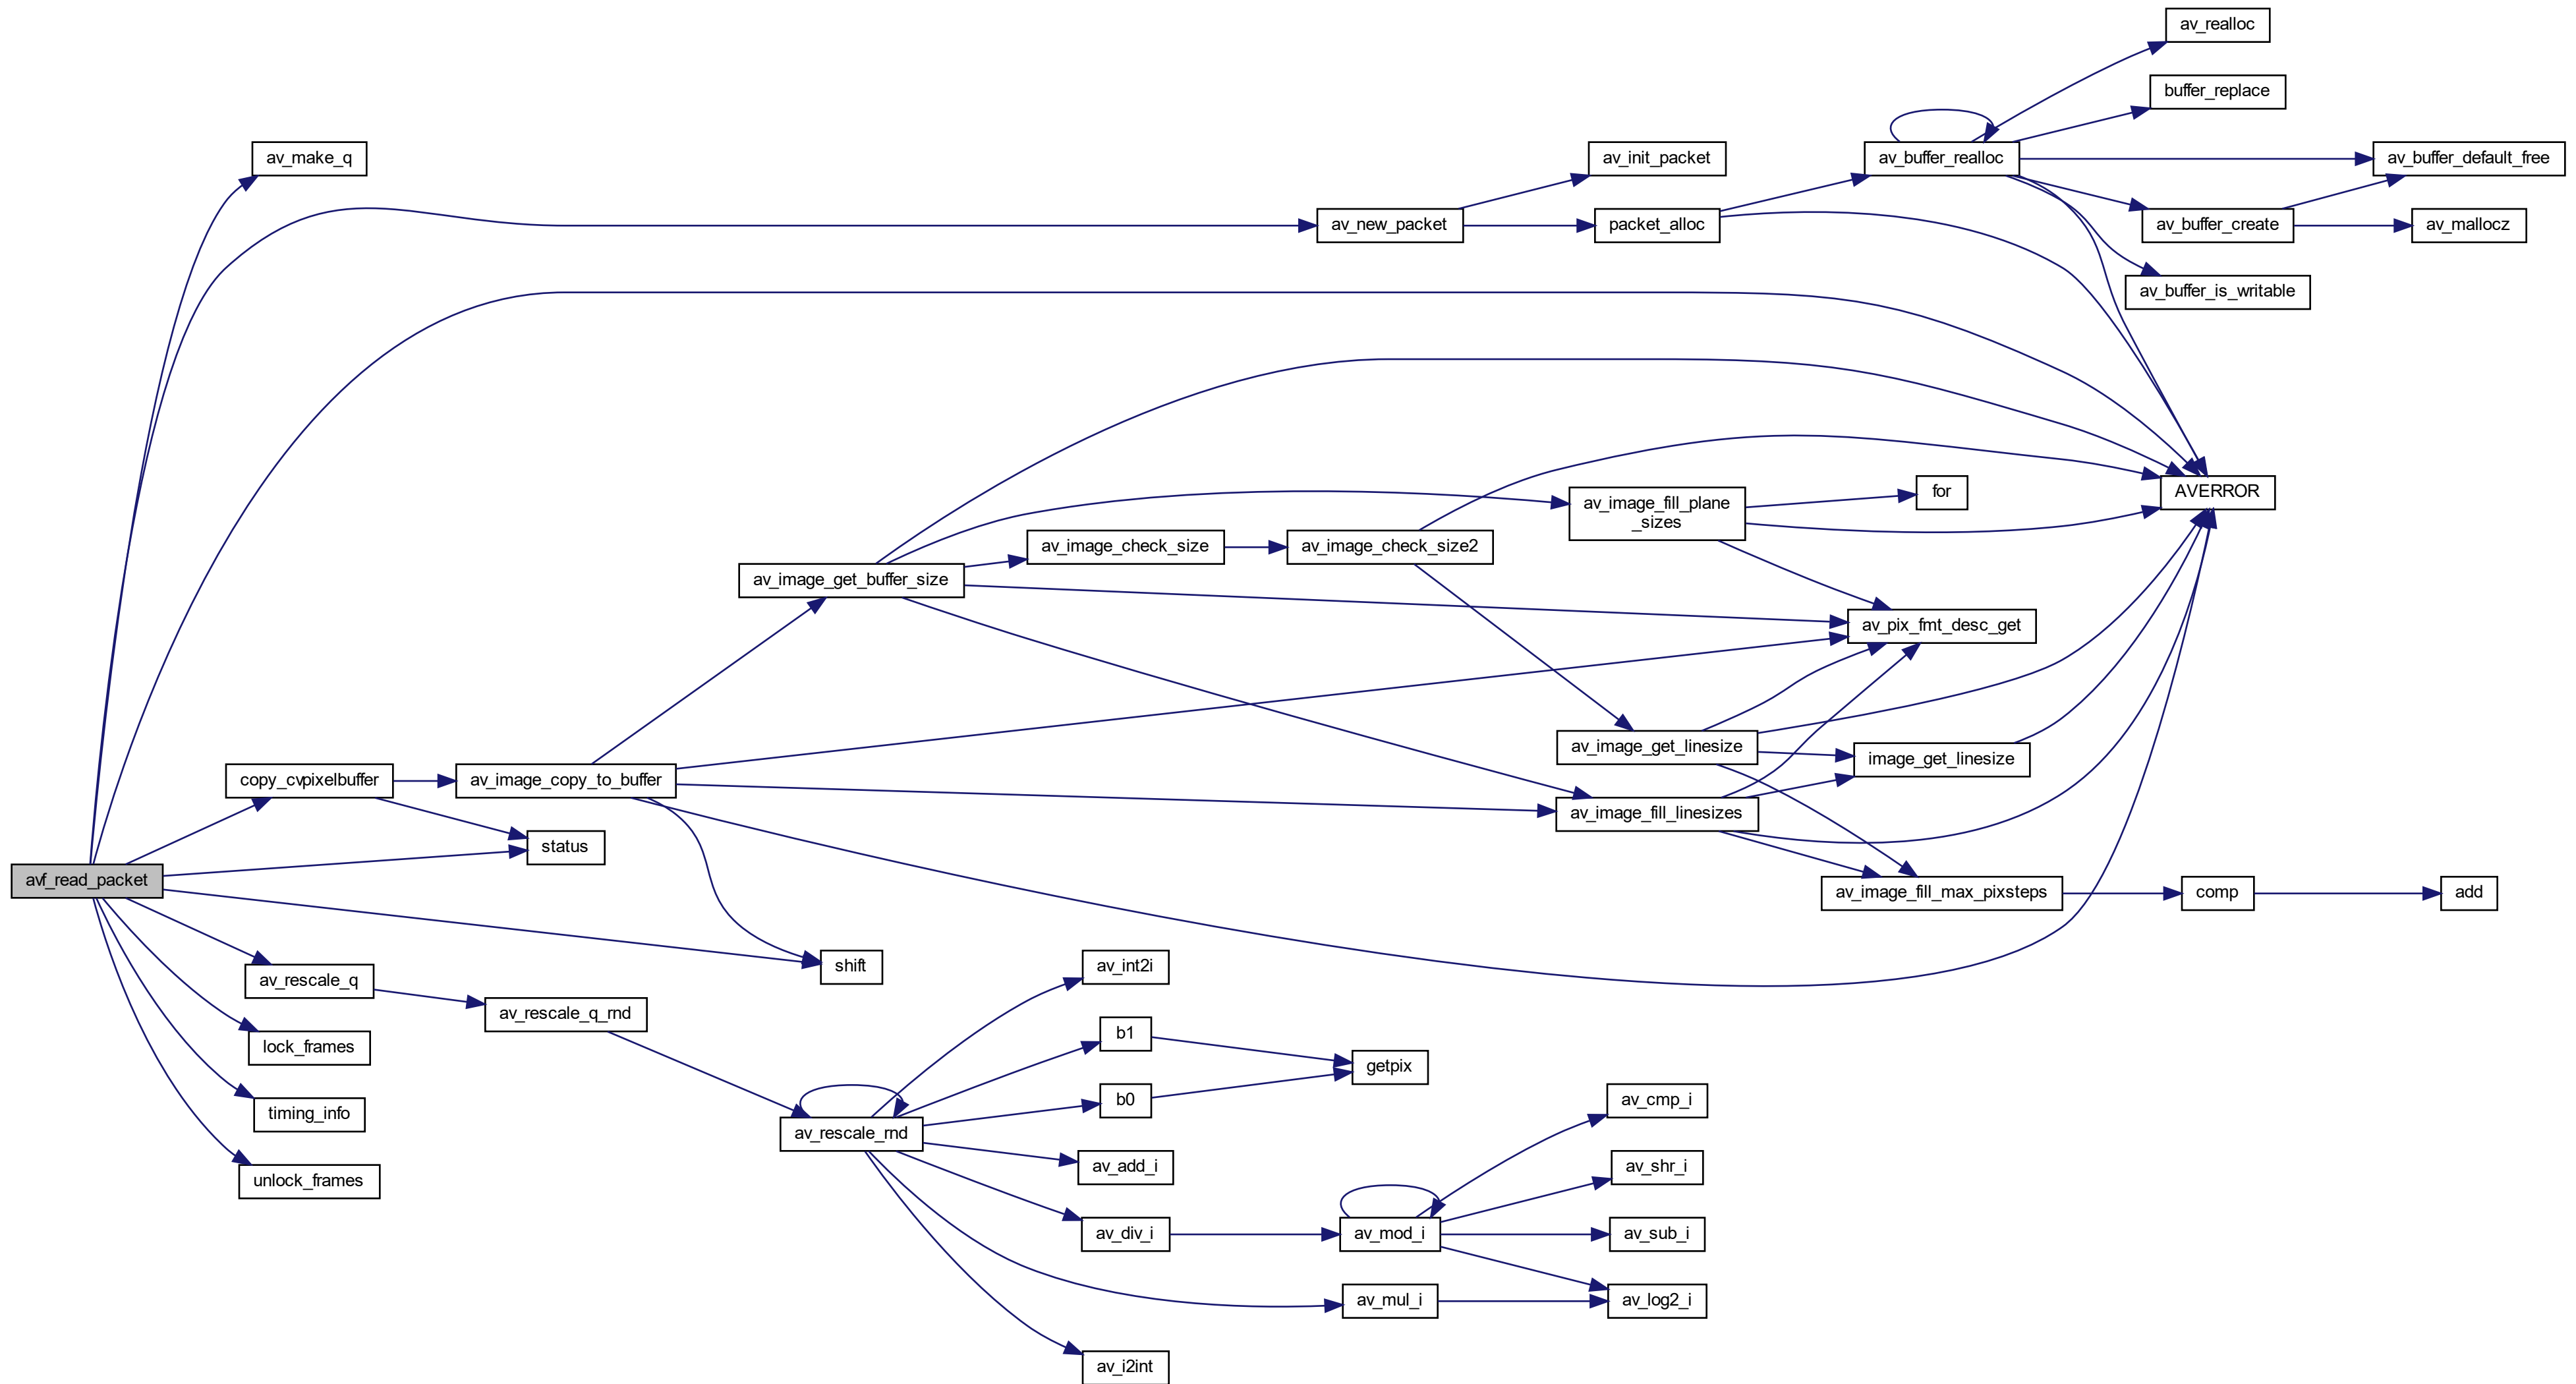 av_realloc
buffer_replace
av_make_q
av_init_packet
av_buffer_realloc
av_buffer_default_free
av_new_packet
packet_alloc
av_buffer_create
av_mallocz
av_buffer_is_writable
av_image_fill_plane
_sizes
for
AVERROR
av_image_check_size
av_image_check_size2
av_image_get_buffer_size
av_pix_fmt_desc_get
av_image_get_linesize
image_get_linesize
copy_cvpixelbuffer
av_image_copy_to_buffer
av_image_fill_linesizes
status
avf_read_packet
av_image_fill_max_pixsteps
comp
add
shift
av_int2i
av_rescale_q
av_rescale_q_rnd
lock_frames
b1
getpix
timing_info
b0
av_cmp_i
av_rescale_rnd
av_add_i
av_shr_i
unlock_frames
av_div_i
av_mod_i
av_sub_i
av_mul_i
av_log2_i
av_i2int